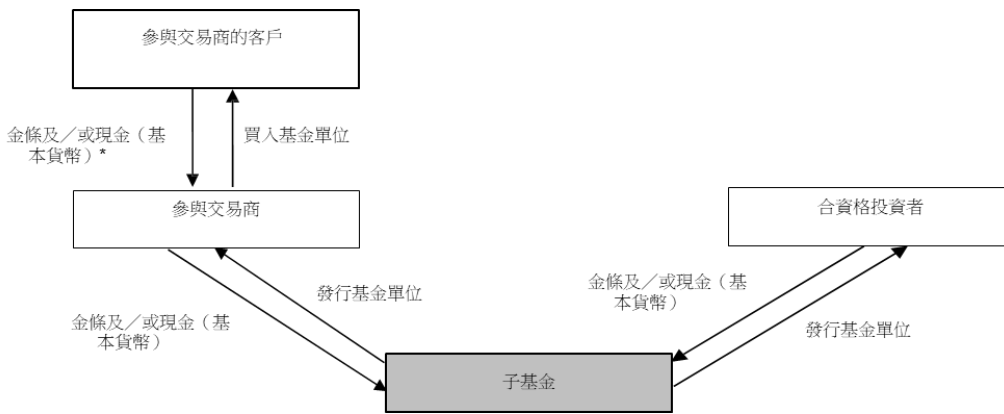 參與交易商的客戶
金條及／或現金（基
本貨幣）*
買入基金單位
參與交易商
合資格投資者
發行基金單位
金條及／或現金（基
本貨幣）
金條及／或現金（基
本貨幣）
發行基金單位
子基金